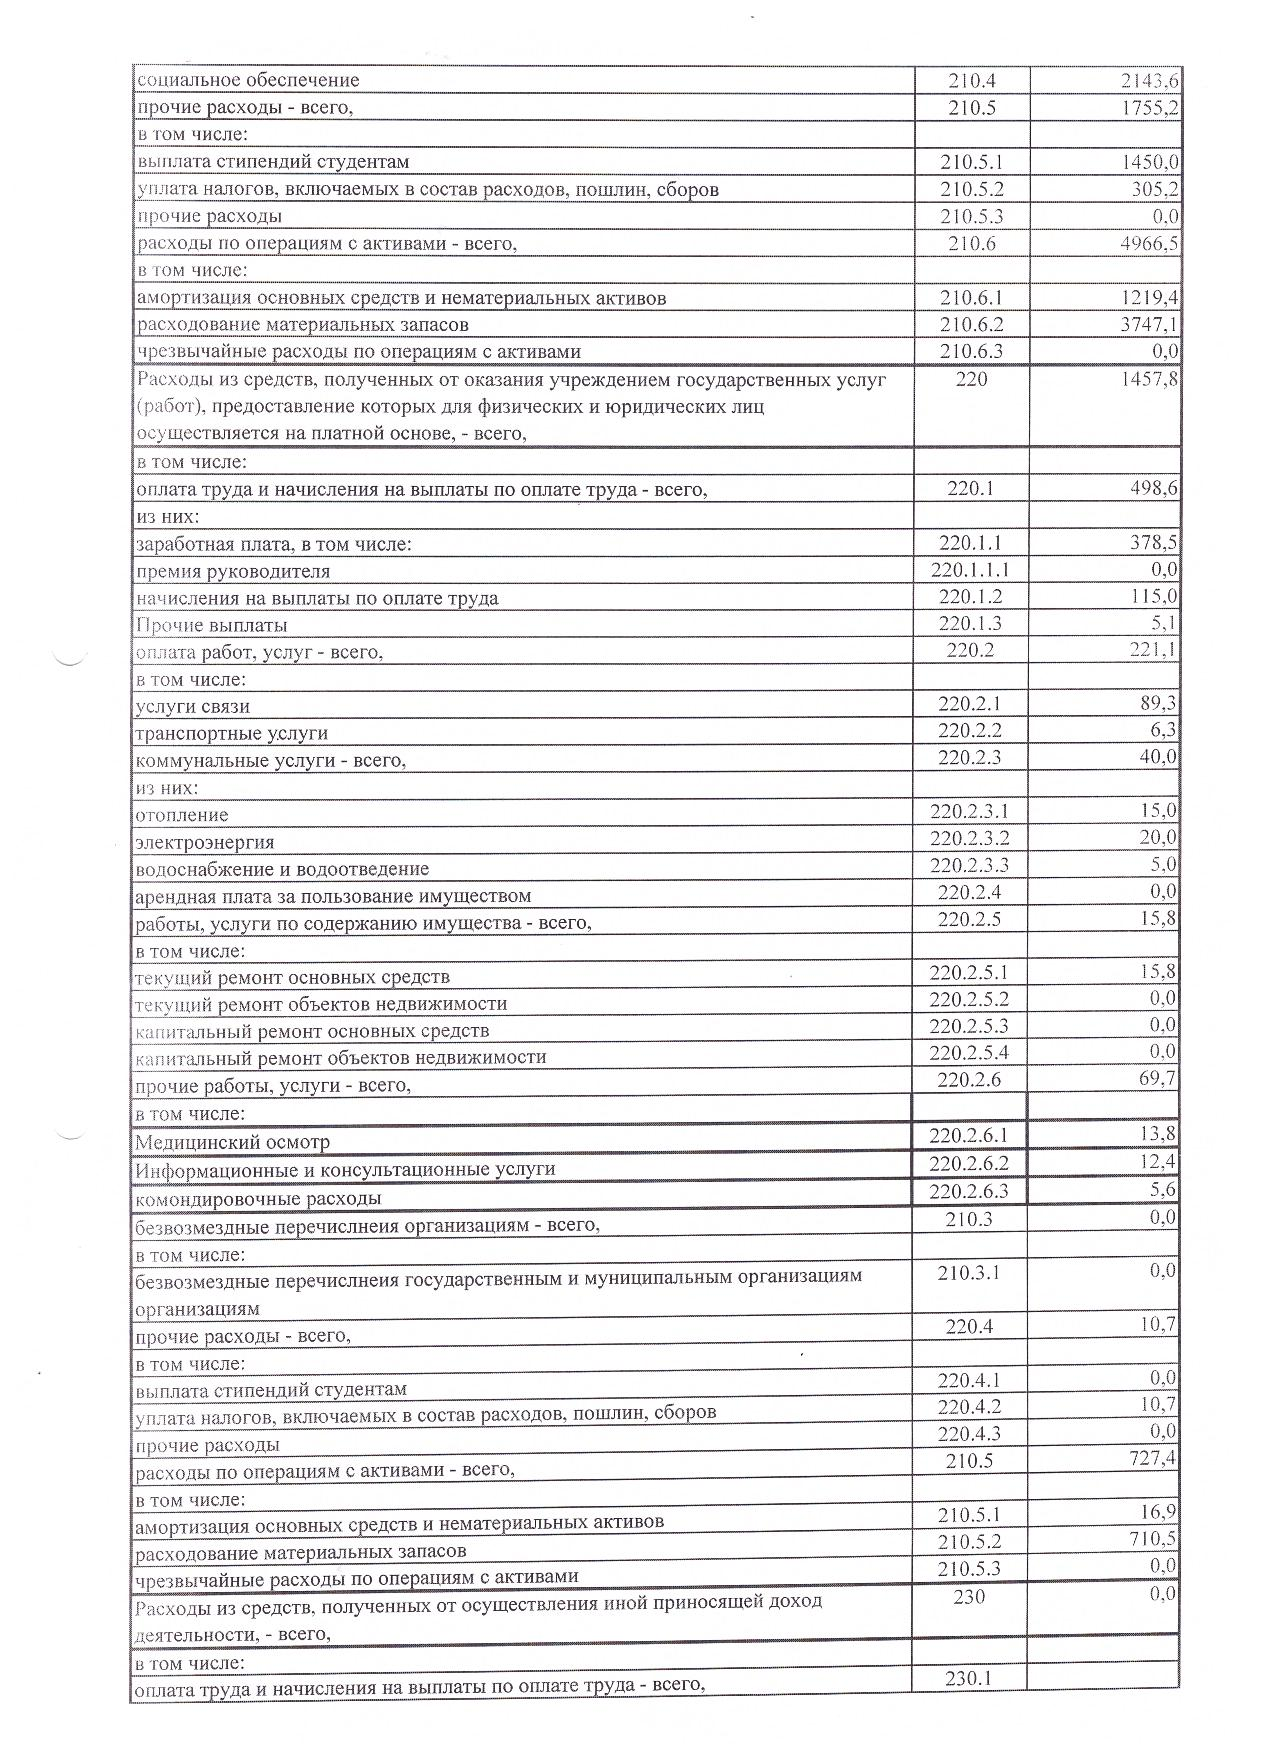 социальное обеспечение 210.4 2143,6
прочие расходы - всего, 210.5 1755,2
в том числе:
выплата стипендий студентам 210.5.1 1450,0
уплата налогов, включаемых в состав расходов, пошлин, сборов 210.5.2 305,2
прочие расходы 210.5.3 0,0
расходы по операциям с активами - всего, 210.6 4966,5
в том числе:
амортизация основных средств и нематериальных активов 210.6.1 1219,4
расходование материальных запасов 210.6.2 3747,1
чрезвычайные расходы по операциям с активами 210.6.3 0,0
Расходы из средств, полученных от оказания учреждением государственных услуг 220 1457,8
(работ), предоставление которых для физических и юридических лиц
осуществляется на платной основе, - всего,
в том числе:
оплата труда и начисления на выплаты по оплате труда - всего, 220.1 498,6
из них:
заработная плата, в том числе: 220.1.1 378,5
премия руководителя 220.1.1.1 0,0
начисления на выплаты по оплате труда 220.1.2 115,0
Прочие выплаты 220.1.3 5,1
оплата работ, услуг - всего, 220.2 221,1
в том числе:
услуги связи 220.2.1 89,3
транспортные услуги 220.2.2 6,3
коммунальные услуги - всего, 220.2.3 40,0
из них:
отопление 220.2.3.1 15,0
электроэнергия 220.2.3.2 20,0
водоснабжение и водоотведение 220.2.3.3 5,0
арендная плата за пользование имуществом 220.2.4 0,0
работы, услуги по содержанию имущества - всего, 220.2.5 15,8
в том числе:
текущий ремонт основных средств 220.2.5.1 15,8
текущий ремонт объектов недвижимости 220.2.5.2 0,0
капитальный ремонт основных средств 220.2.5.3 0,0
капитальный ремонт объектов недвижимости 220.2.5.4 0,0
прочие работы, услуги - всего, 220.2.6 69,7
в том числе:
Медицинский осмотр 220.2.6.1 13,8
Информационные и консультационные услуги 220.2.6.2 12,4
комондировочные расходы 220.2.6.3 5,6
безвозмездные перечислнеия организациям - всего, 210.3 0,0
в том числе:
безвозмездные перечислнеия государственным и муниципальным организациям 210.3.1 0,0
организациям
прочие расходы - всего, 220.4 10,7
в том числе:
выплата стипендий студентам 220.4.1 0,0
уплата налогов, включаемых в состав расходов, пошлин, сборов 220.4.2 10,7
прочие расходы 220.4.3 0,0
расходы по операциям с активами - всего, 210.5 727,4
в том числе:
амортизация основных средств и нематериальных активов 210.5.1 16,9
расходование материальных запасов 210.5.2 710,5
чрезвычайные расходы по операциям с активами 210.5.3 0,0
Расходы из средств, полученных от осуществления иной приносящей доход 230 0,0
деятельности, - всего,
в том числе:
оплата труда и начисления на выплаты по оплате труда - всего, 230.1